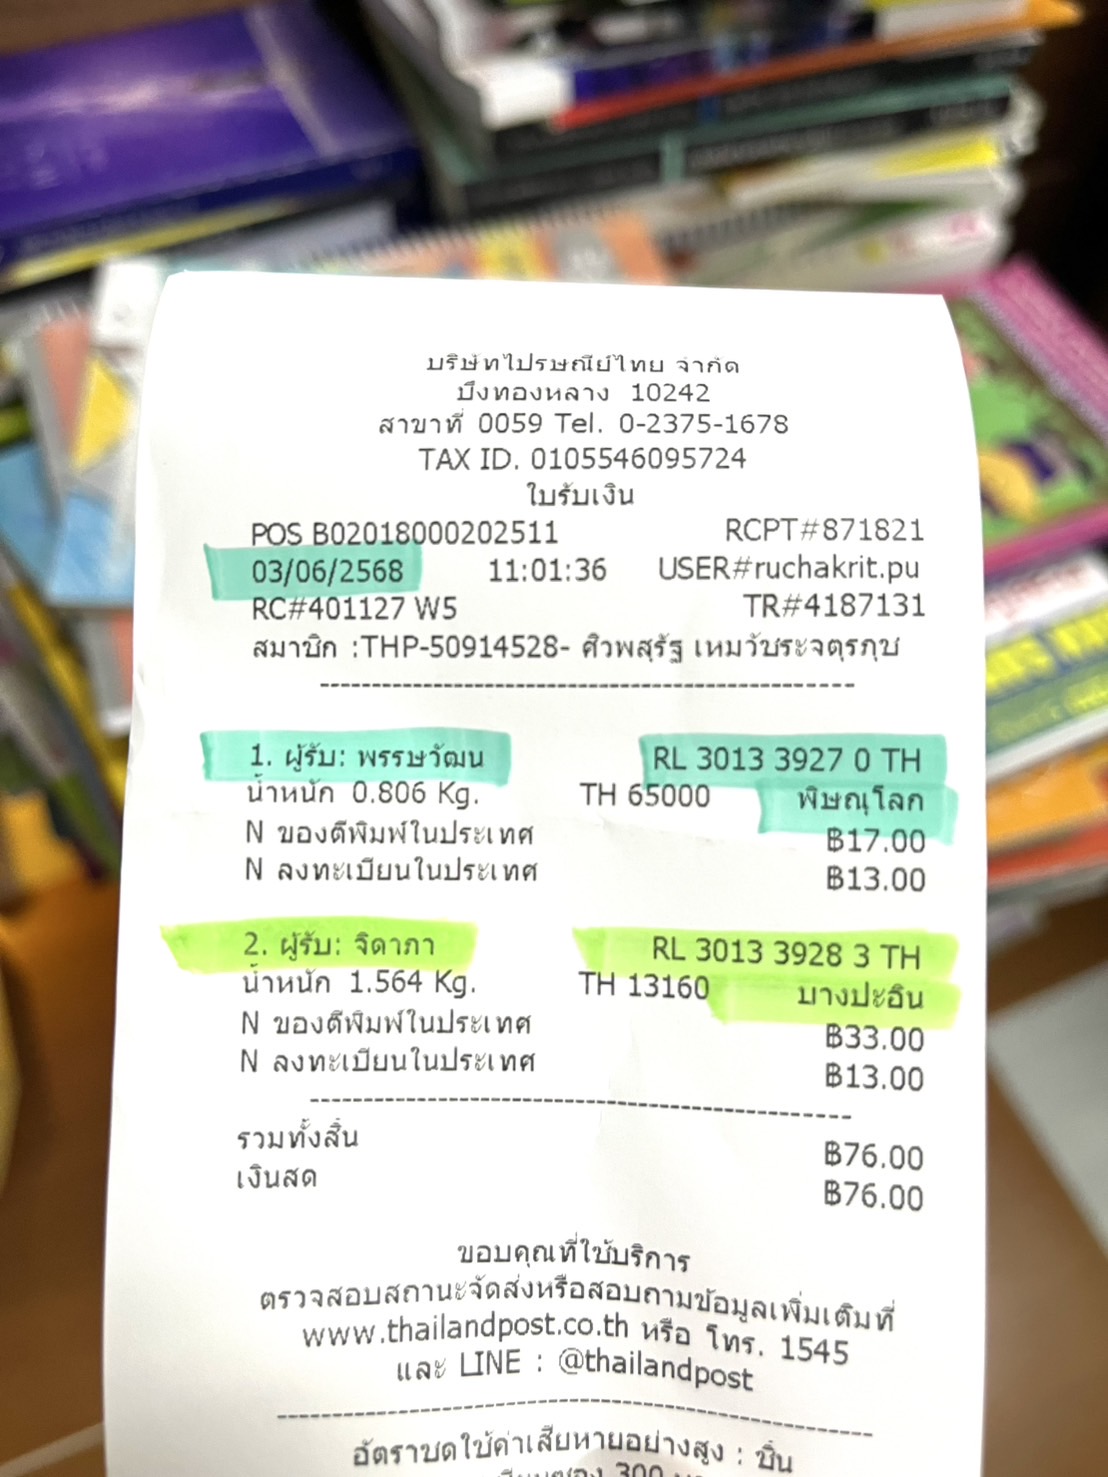 บริษัทไปรษณีย์ไทย จำกัด
บึงทองหลาง 10242
สาขาที่ 0059 Tel. 0-2375-1678
TAX ID. 0105546095724
ใบรับเงิน
POS B02018000202511 RCPT#871821
03/06/2568 11:01:36 USER#ruchakrit.pu
RC#401127 W5 TR#4187131
สมาชิก :THP-50914528- ศิวพสุรัฐ เหมวัชระจตุรภุช
1. ผู้รับ: พรรษวัฒน RL 3013 3927 0 TH
น้ำหนัก 0.806 Kg. TH 65000 พิษณุโลก
N ของตีพิมพ์ในประเทศ ฿17.00
N ลงทะเบียนในประเทศ ฿13.00
2. ผู้รับ: จิดาภา RL 3013 3928 3 TH
น้ำหนัก 1.564 Kg. TH 13160 บางปะอิน
N ของตีพิมพ์ในประเทศ ฿33.00
N ลงทะเบียนในประเทศ ฿13.00
รวมทั้งสิ้น ฿76.00
เงินสด ฿76.00
ขอบคุณที่ใช้บริการ
ตรวจสอบสถานะจัดส่งหรือสอบถามข้อมูลเพิ่มเติมที่
www.thailandpost.co.th หรือ โทร. 1545
และ LINE : @thailandpost
อัตราชดใช้ค่าเสียหายอย่างสูง : ชิ้น
300